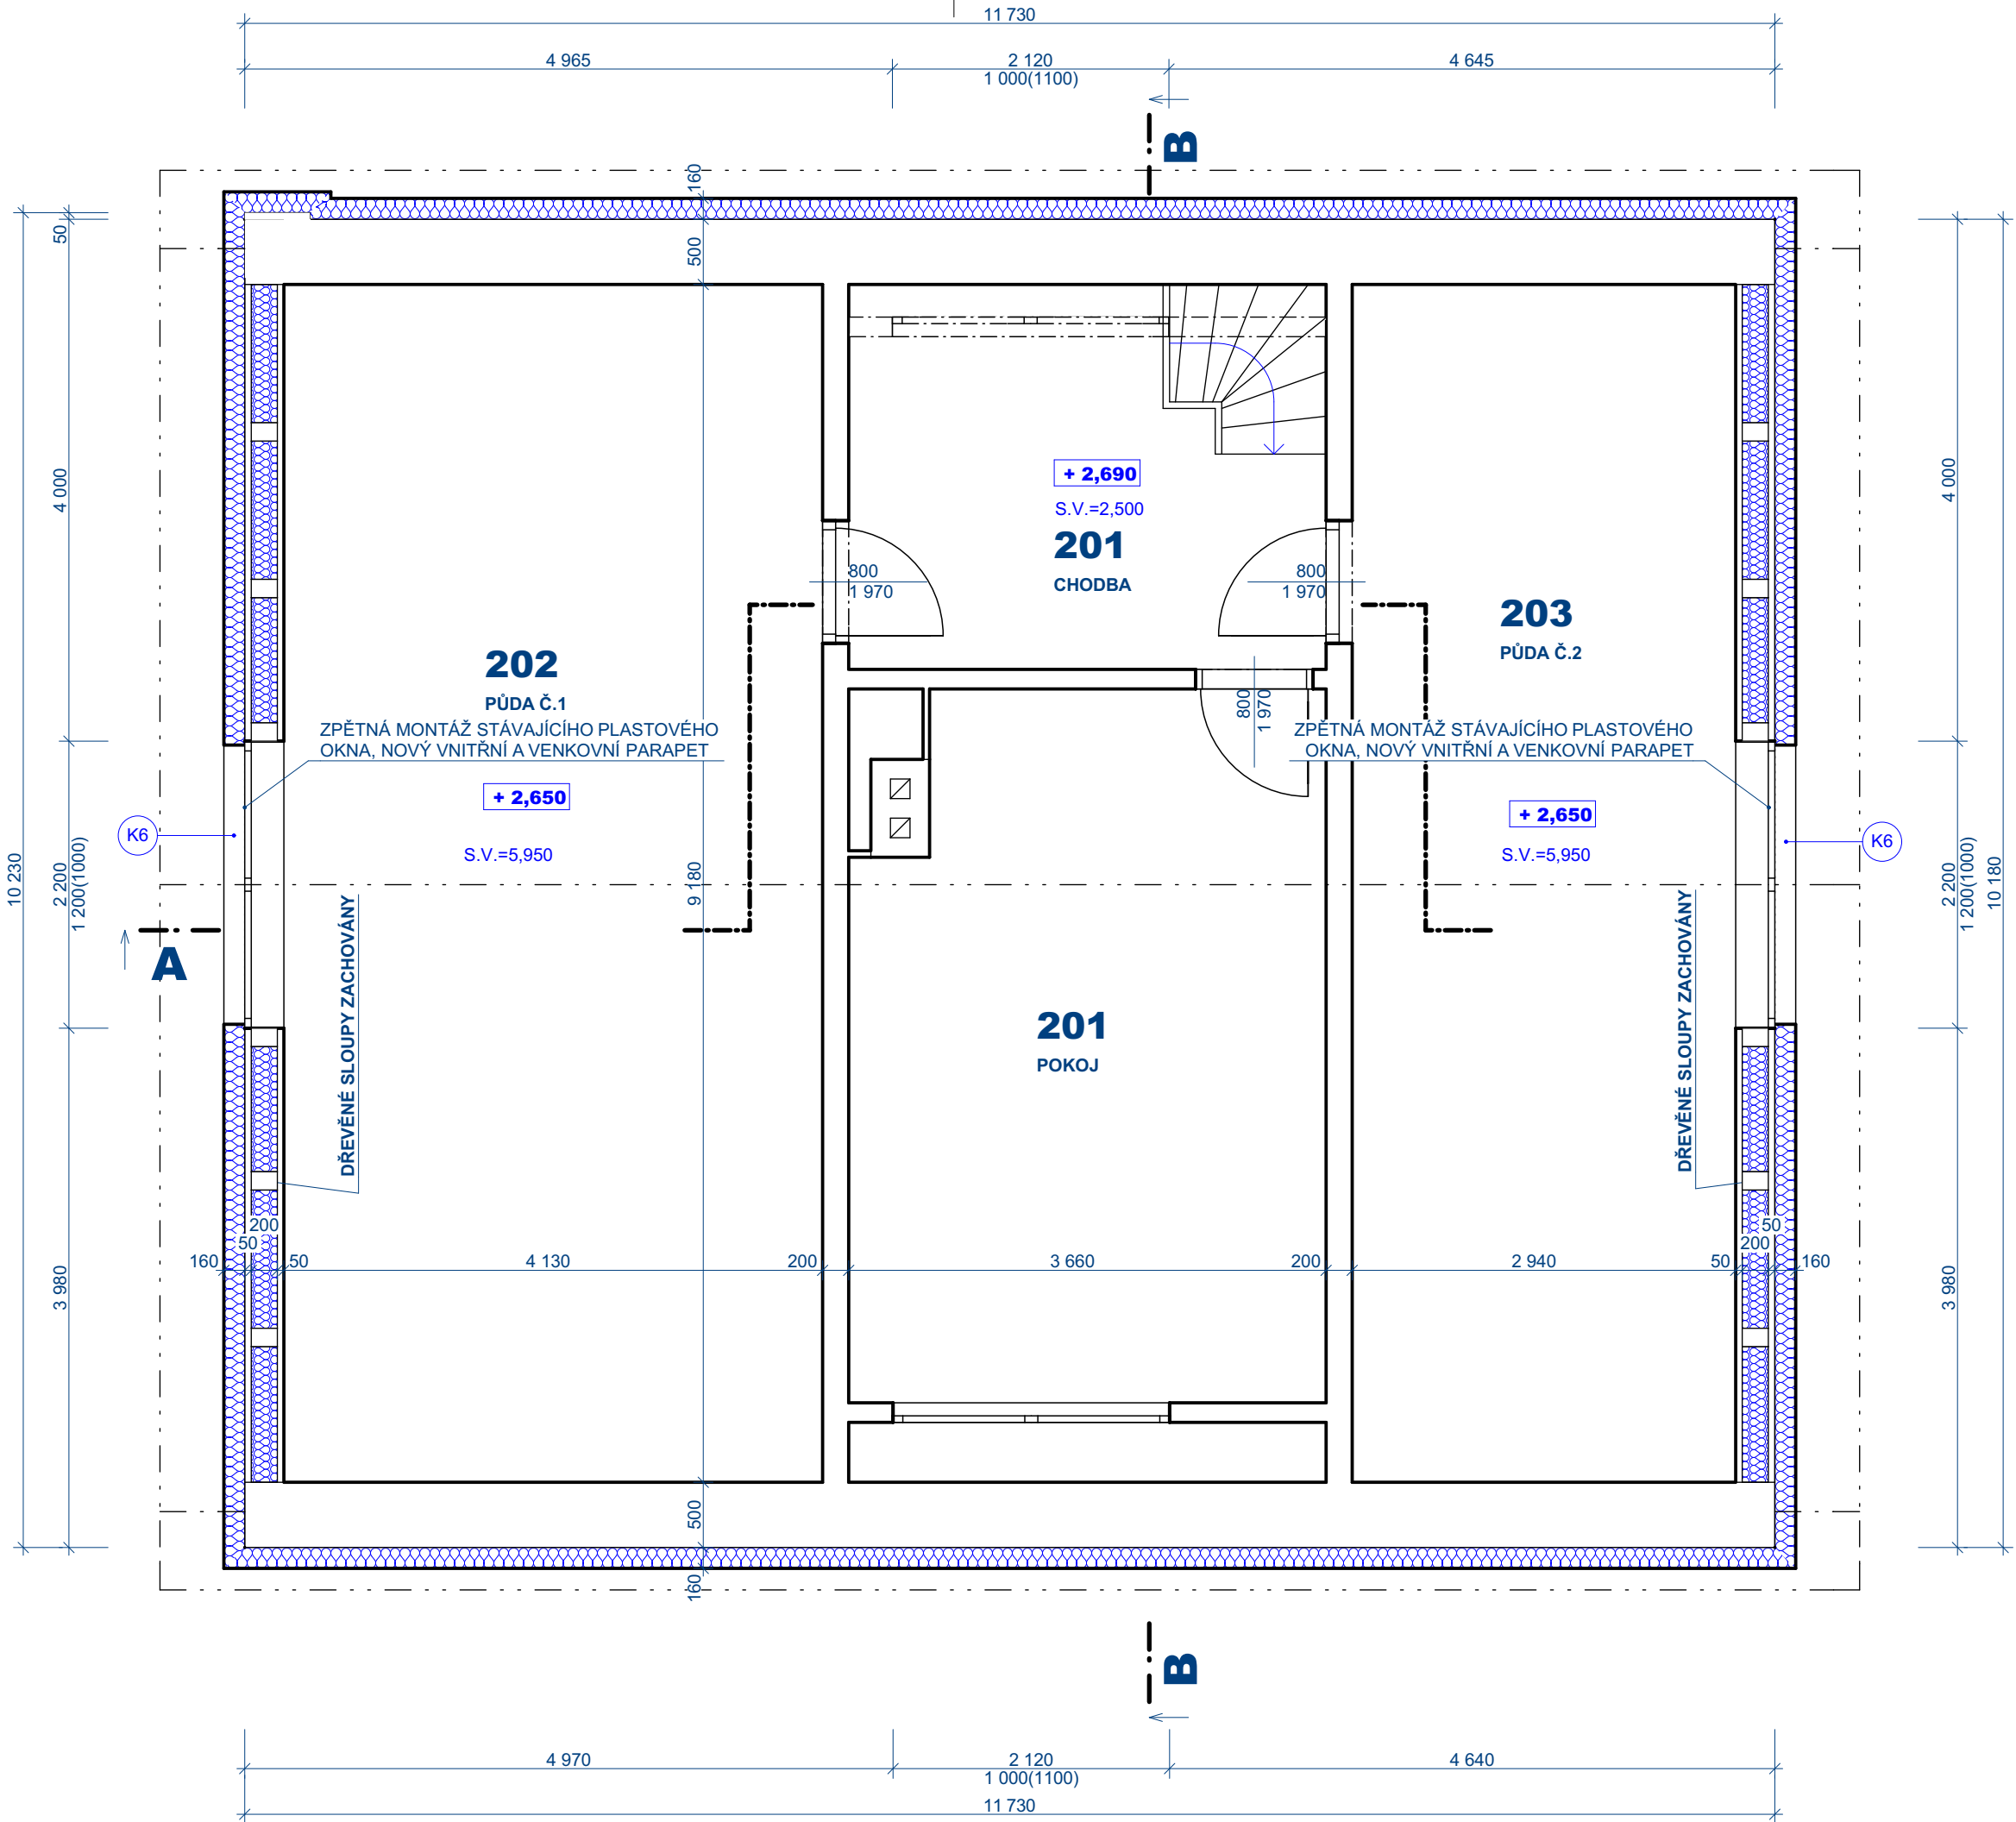 11 730
4 965
2 120
1 000(1100)
4 645
B
160
50
500
4 000
4 000
+ 2,690
S.V.=2,500
201
CHODBA
800
1 970
800
1 970
203
PŮDA Č.2
202
PŮDA Č.1
ZPĚTNÁ MONTÁŽ STÁVAJÍCÍHO PLASTOVÉHO
OKNA, NOVÝ VNITŘNÍ A VENKOVNÍ PARAPET
800
1 970
ZPĚTNÁ MONTÁŽ STÁVAJÍCÍHO PLASTOVÉHO
OKNA, NOVÝ VNITŘNÍ A VENKOVNÍ PARAPET
+ 2,650
S.V.=5,950
+ 2,650
S.V.=5,950
K6
K6
10 230
2 200
1 200(1000)
9 180
2 200
1 200(1000)
10 180
A
DŘEVĚNÉ SLOUPY ZACHOVÁNY
DŘEVĚNÉ SLOUPY ZACHOVÁNY
201
POKOJ
200
50
160
50
4 130
200
3 660
200
2 940
50
50
200
160
3 980
3 980
500
160
B
4 970
2 120
1 000(1100)
4 640
11 730